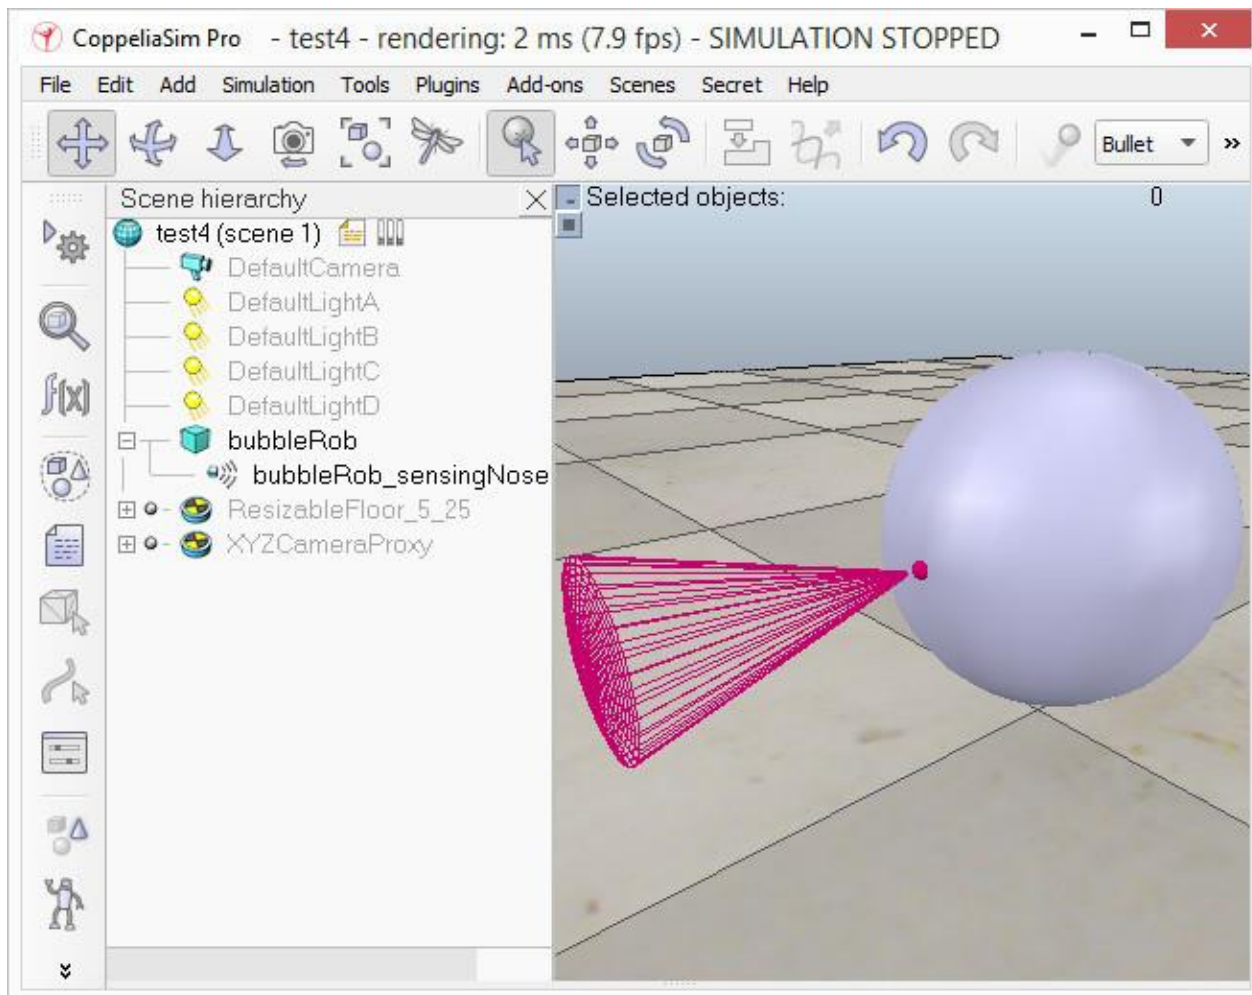 CoppeliaSim Pro - test4 - rendering: 2 ms (7.9 fps) - SIMULATION STOPPED
File Edit Add Simulation Tools Plugins Add-ons Scenes Secret Help
Bullet
Scene hierarchy
Selected objects: 0
test4 (scene 1)
DefaultCamera
DefaultLightA
DefaultLightB
f(x)
DefaultLightC
DefaultLightD
bubbleRob
bubbleRob_sensingNose
ResizableFloor_5_25
XYZCameraProxy